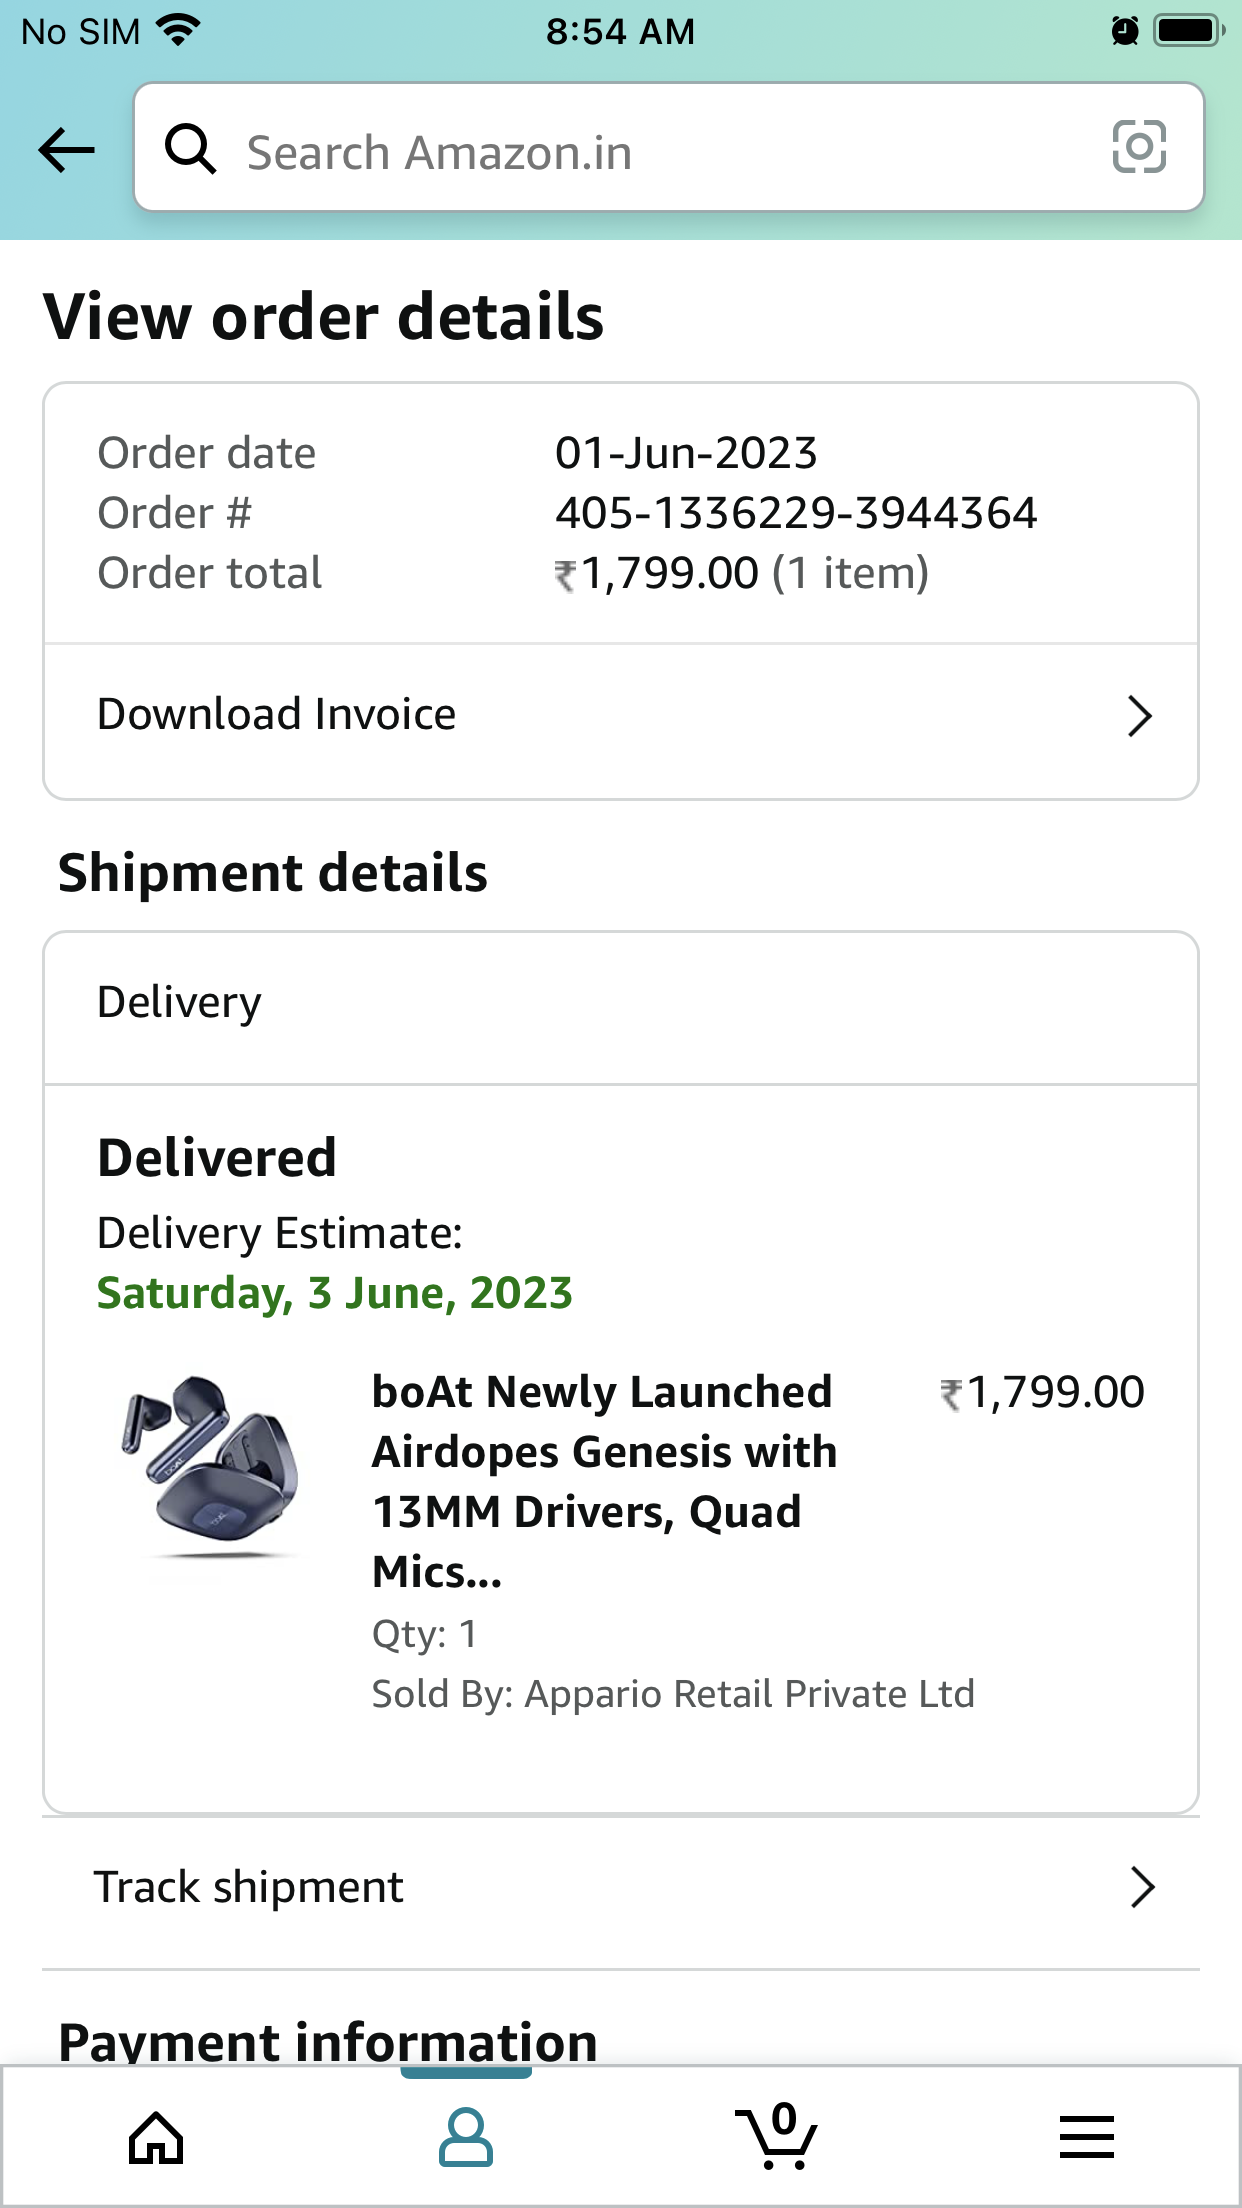 No SIM 8:54 AM
Search Amazon.in
View order details
Order date 01-Jun-2023
Order # 405-1336229-3944364
Order total ₹1,799.00 (1 item)
Download Invoice
Shipment details
Delivery
Delivered
Delivery Estimate:
Saturday, 3 June, 2023
boAt Newly Launched ₹1,799.00
Airdopes Genesis with
13MM Drivers, Quad
Mics...
Qty: 1
Sold By: Appario Retail Private Ltd
Track shipment
Payment information
0